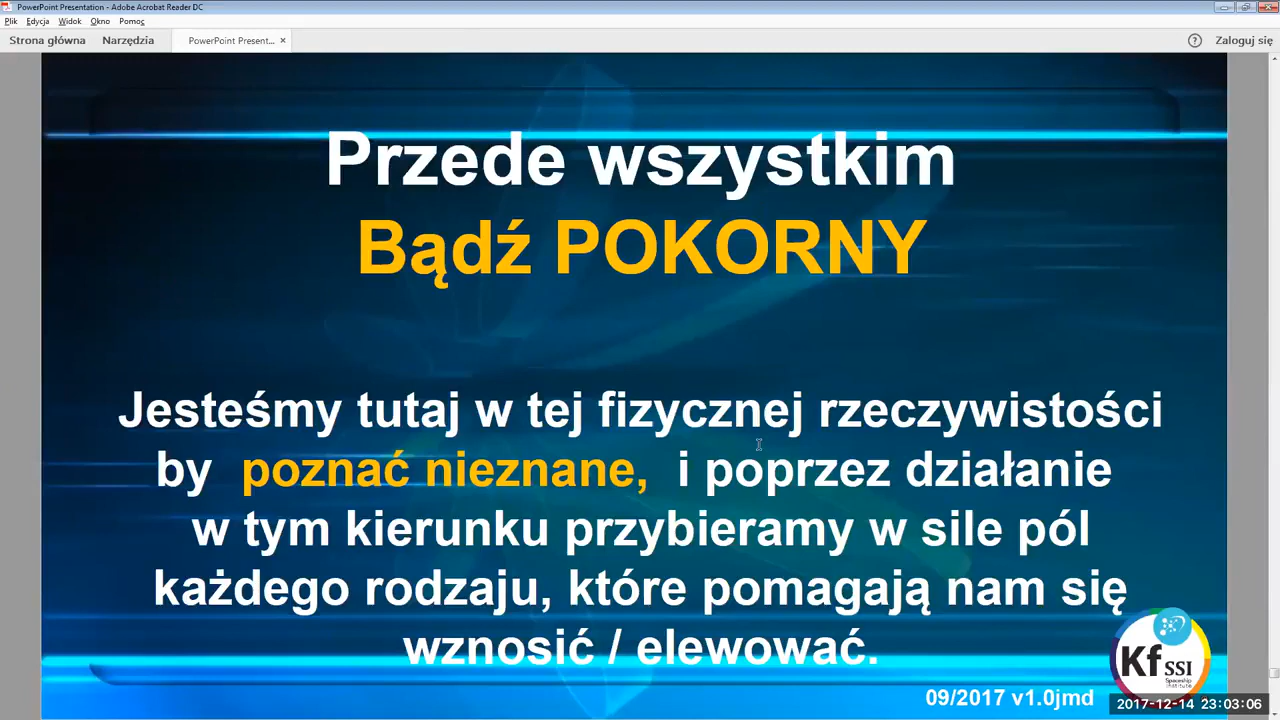 PowerPoint Presentation - Adobe Acrobat Reader DC
Plik Edycja Widok Okno Pomoc
Strona główna Narzędzia PowerPoint Present... × ? Zaloguj się
Przede wszystkim
Bądź POKORNY
Jesteśmy tutaj w tej fizycznej rzeczywistości
by poznać nieznane, i poprzez działanie
w tym kierunku przybieramy w sile pól
każdego rodzaju, które pomagają nam się
wznosić / elewować.
Kf SSI
Spaceship
Institute
09/2017 v1.0jmd
2017-12-14 23:03:06